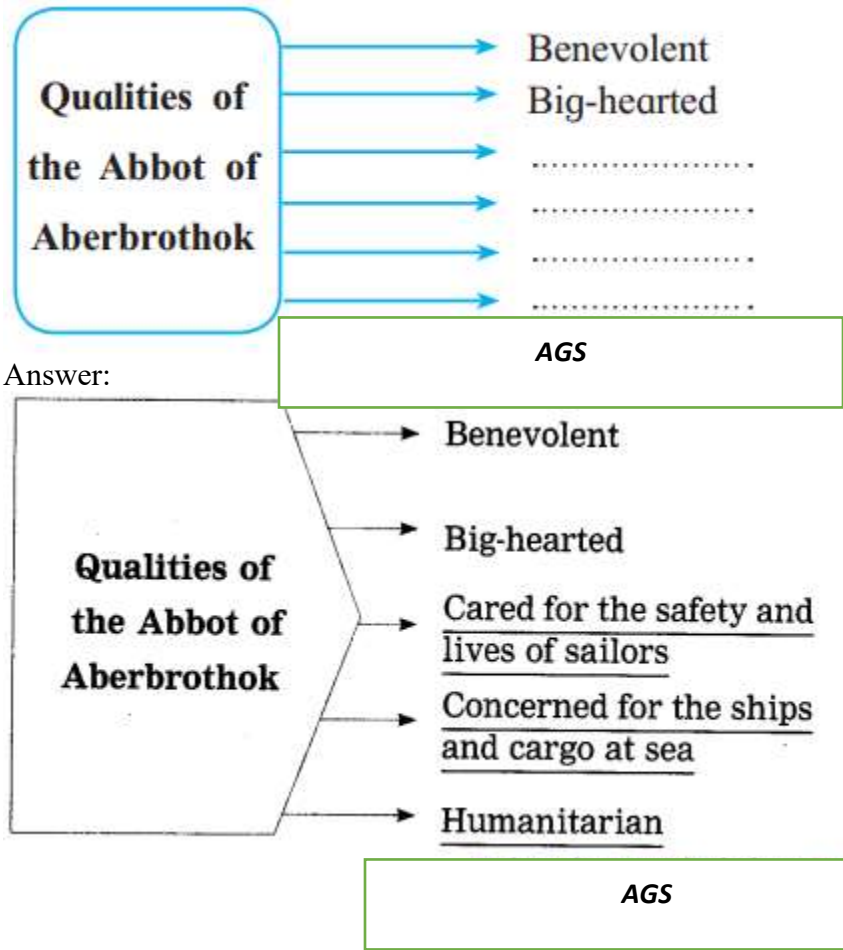 Qualities of
the Abbot of
Aberbrothok
Benevolent
Big-hearted
.....................
.....................
.....................
.....................
AGS
Answer:
Qualities of
the Abbot of
Aberbrothok
Benevolent
Big-hearted
Cared for the safety and
lives of sailors
Concerned for the ships
and cargo at sea
Humanitarian
AGS